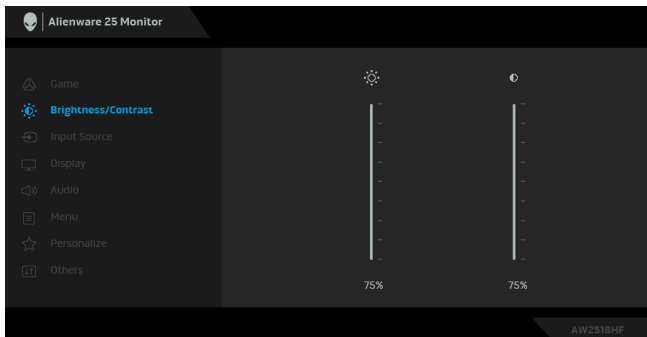 Alienware 25 Monitor
Game
Brightness/Contrast
Input Source
Display
Audio
Menu
Personalize
Others
75% 75%
AW2518HF